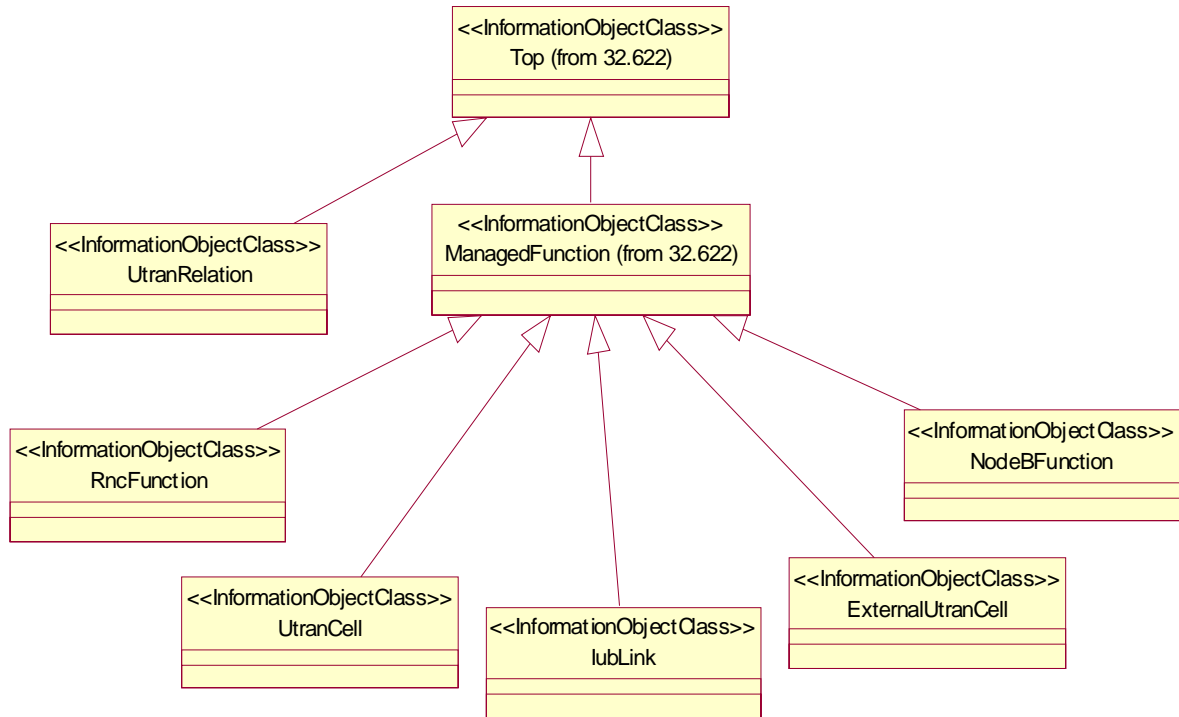 <<InformationObjectClass>>
Top (from 32.622)
<<InformationObjectClass>>
UtranRelation
<<InformationObjectClass>>
ManagedFunction (from 32.622)
<<InformationObjectClass>>
RncFunction
<<InformationObjectClass>>
UtranCell
<<InformationObjectClass>>
IubLink
<<InformationObjectClass>>
ExternalUtranCell
<<InformationObjectClass>>
NodeBFunction